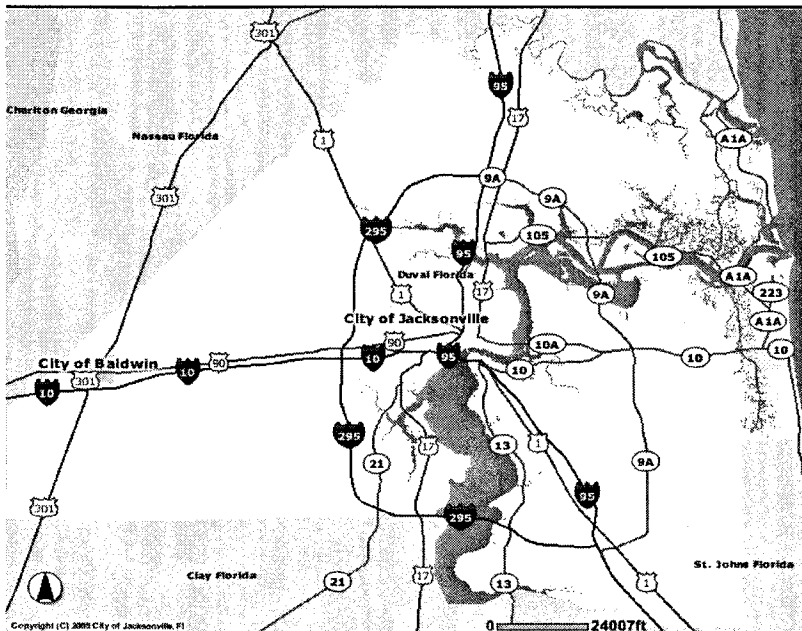 301
95
17
Charlton Georgia
Nassau Florida
1
A1A
9A
301
9A
295
105
95
105
Duval Florida
A1A
1
17
9A
223
City of Jacksonville
A1A
90
10A
City of Baldwin
90
10
95
10
10
10
301
10
10
295
17
13
1
21
9A
95
301
295
Clay Florida
St. Johns Florida
21
17
13
1
Copyright (C) 2005 City of Jacksonville, Fl
0 24007ft